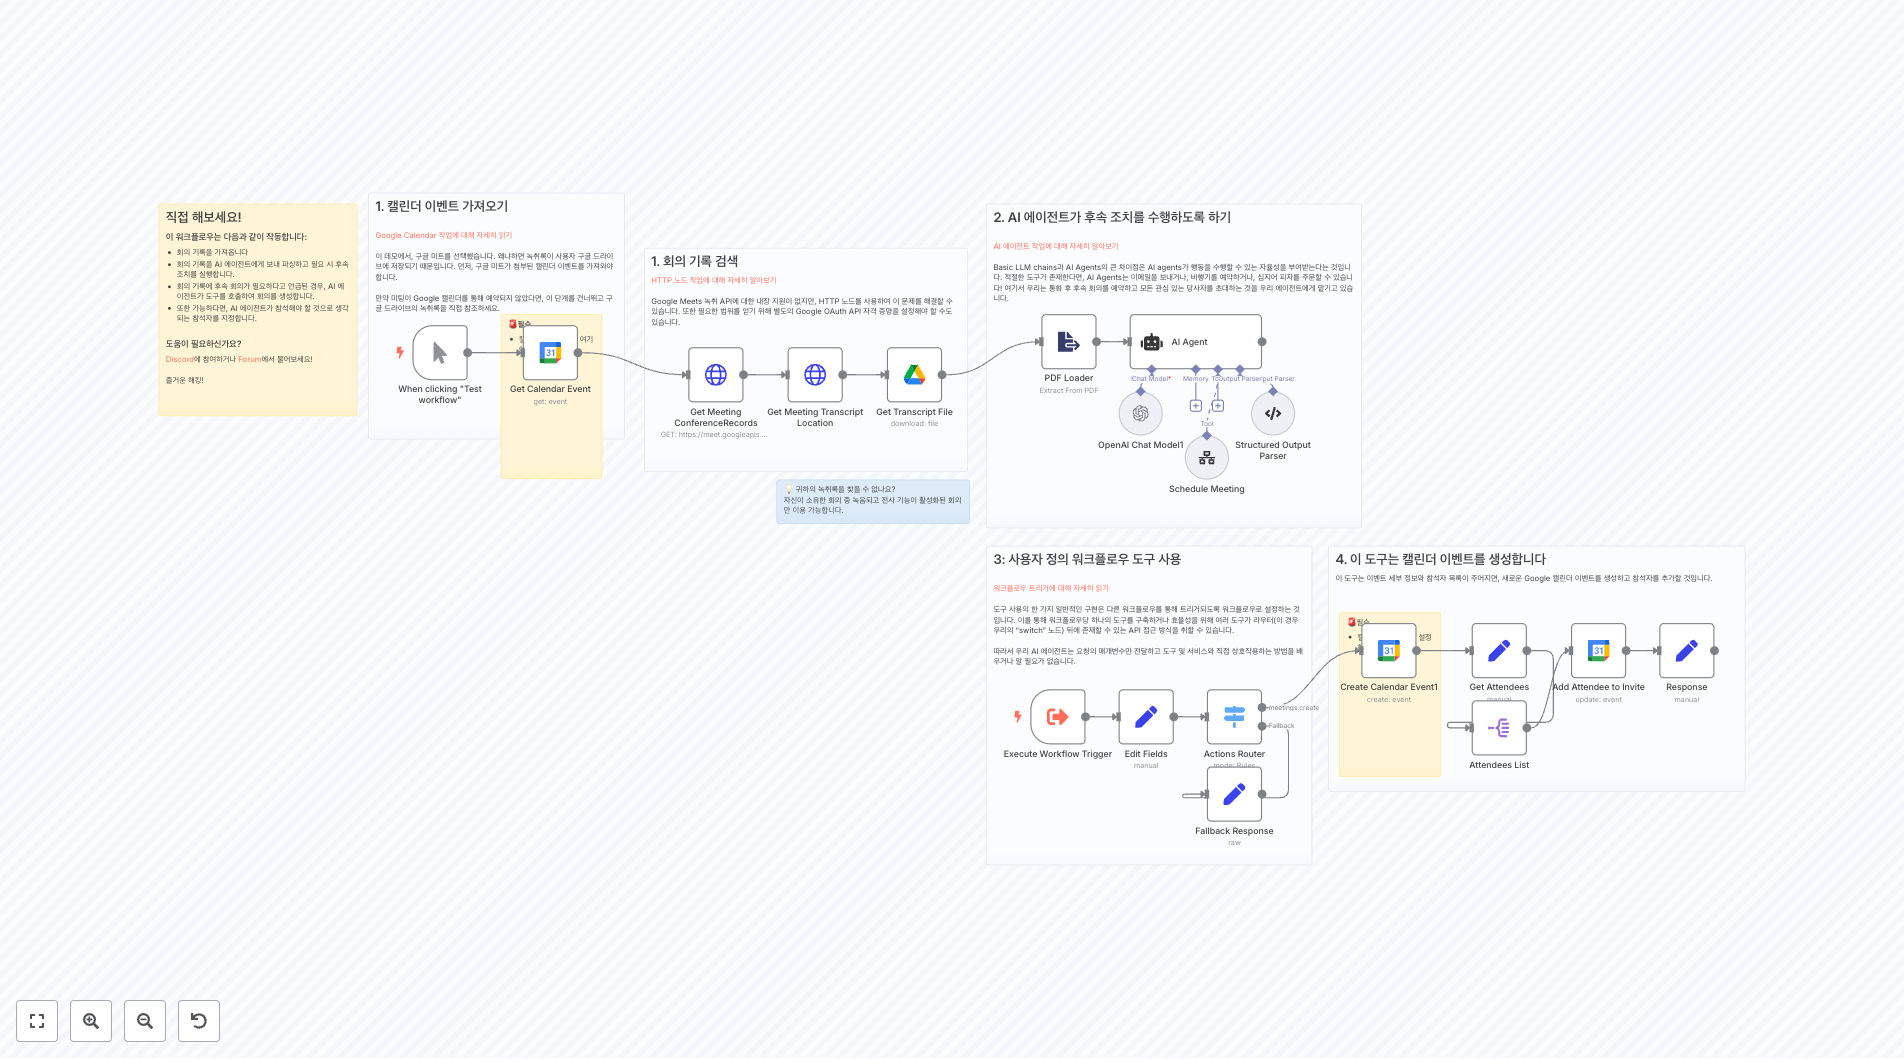 직접 해보세요!
이 워크플로우는 다음과 같이 작동합니다:
회의 기록을 가져옵니다
회의 기록을 AI 에이전트에게 보내 파싱하고 필요 시 후속
조치를 실행합니다.
회의 기록에 후속 회의가 필요하다고 언급된 경우, AI 에
이전트가 도구를 호출하여 회의를 생성합니다.
또한 가능하다면, AI 에이전트가 참석해야 할 것으로 생각
되는 참석자를 지정합니다.
도움이 필요하신가요?
Discord에 참여하거나 Forum에서 물어보세요!
즐거운 해킹!
1. 캘린더 이벤트 가져오기
Google Calendar 작업에 대해 자세히 읽기
이 데모에서, 구글 미트를 선택했습니다. 왜냐하면 녹취록이 사용자 구글 드라이
브에 저장되기 때문입니다. 먼저, 구글 미트가 첨부된 캘린더 이벤트를 가져와야
합니다.
만약 미팅이 Google 캘린더를 통해 예약되지 않았다면, 이 단계를 건너뛰고 구
글 드라이브의 녹취록을 직접 참조하세요.
🚨필수
여기
When clicking "Test
workflow"
31
Get Calendar Event
get: event
1. 회의 기록 검색
HTTP 노드 작업에 대해 자세히 알아보기
Google Meets 녹취 API에 대한 내장 지원이 없지만, HTTP 노드를 사용하여 이 문제를 해결할 수
있습니다. 또한 필요한 범위를 얻기 위해 별도의 Google OAuth API 자격 증명을 설정해야 할 수도
있습니다.
Get Meeting
ConferenceRecords
GET: https://meet.googleapis....
Get Meeting Transcript
Location
Get Transcript File
download: file
💡 귀하의 녹취록을 찾을 수 없나요?
자신이 소유한 회의 중 녹음되고 전사 기능이 활성화된 회의
만 이용 가능합니다.
2. AI 에이전트가 후속 조치를 수행하도록 하기
AI 에이전트 작업에 대해 자세히 알아보기
Basic LLM chains과 AI Agents의 큰 차이점은 AI agents가 행동을 수행할 수 있는 자율성을 부여받는다는 것입니
다. 적절한 도구가 존재한다면, AI Agents는 이메일을 보내거나, 비행기를 예약하거나, 심지어 피자를 주문할 수 있습니
다! 여기서 우리는 통화 후 후속 회의를 예약하고 모든 관심 있는 당사자를 초대하는 것을 우리 에이전트에게 맡기고 있습
니다.
PDF Loader
Extract From PDF
AI Agent
Chat Model*
Memory
Output Parser
Tool
OpenAI Chat Model1
Structured Output
Parser
Schedule Meeting
3: 사용자 정의 워크플로우 도구 사용
워크플로우 트리거에 대해 자세히 읽기
도구 사용의 한 가지 일반적인 구현은 다른 워크플로우를 통해 트리거되도록 워크플로우로 설정하는 것
입니다. 이를 통해 워크플로우당 하나의 도구를 구축하거나 효율성을 위해 여러 도구가 라우터(이 경우
우리의 “switch” 노드) 뒤에 존재할 수 있는 API 접근 방식을 취할 수 있습니다.
따라서 우리 AI 에이전트는 요청의 매개변수만 전달하고 도구 및 서비스와 직접 상호작용하는 방법을 배
우거나 알 필요가 없습니다.
Execute Workflow Trigger
Edit Fields
manual
meetings.create
Fallback
Actions Router
mode: Rules
Fallback Response
raw
4. 이 도구는 캘린더 이벤트를 생성합니다
이 도구는 이벤트 세부 정보와 참석자 목록이 주어지면, 새로운 Google 캘린더 이벤트를 생성하고 참석자를 추가할 것입니다.
🚨필수
설정
31
Create Calendar Event1
create: event
Get Attendees
manual
31
Add Attendee to Invite
update: event
Response
manual
Attendees List